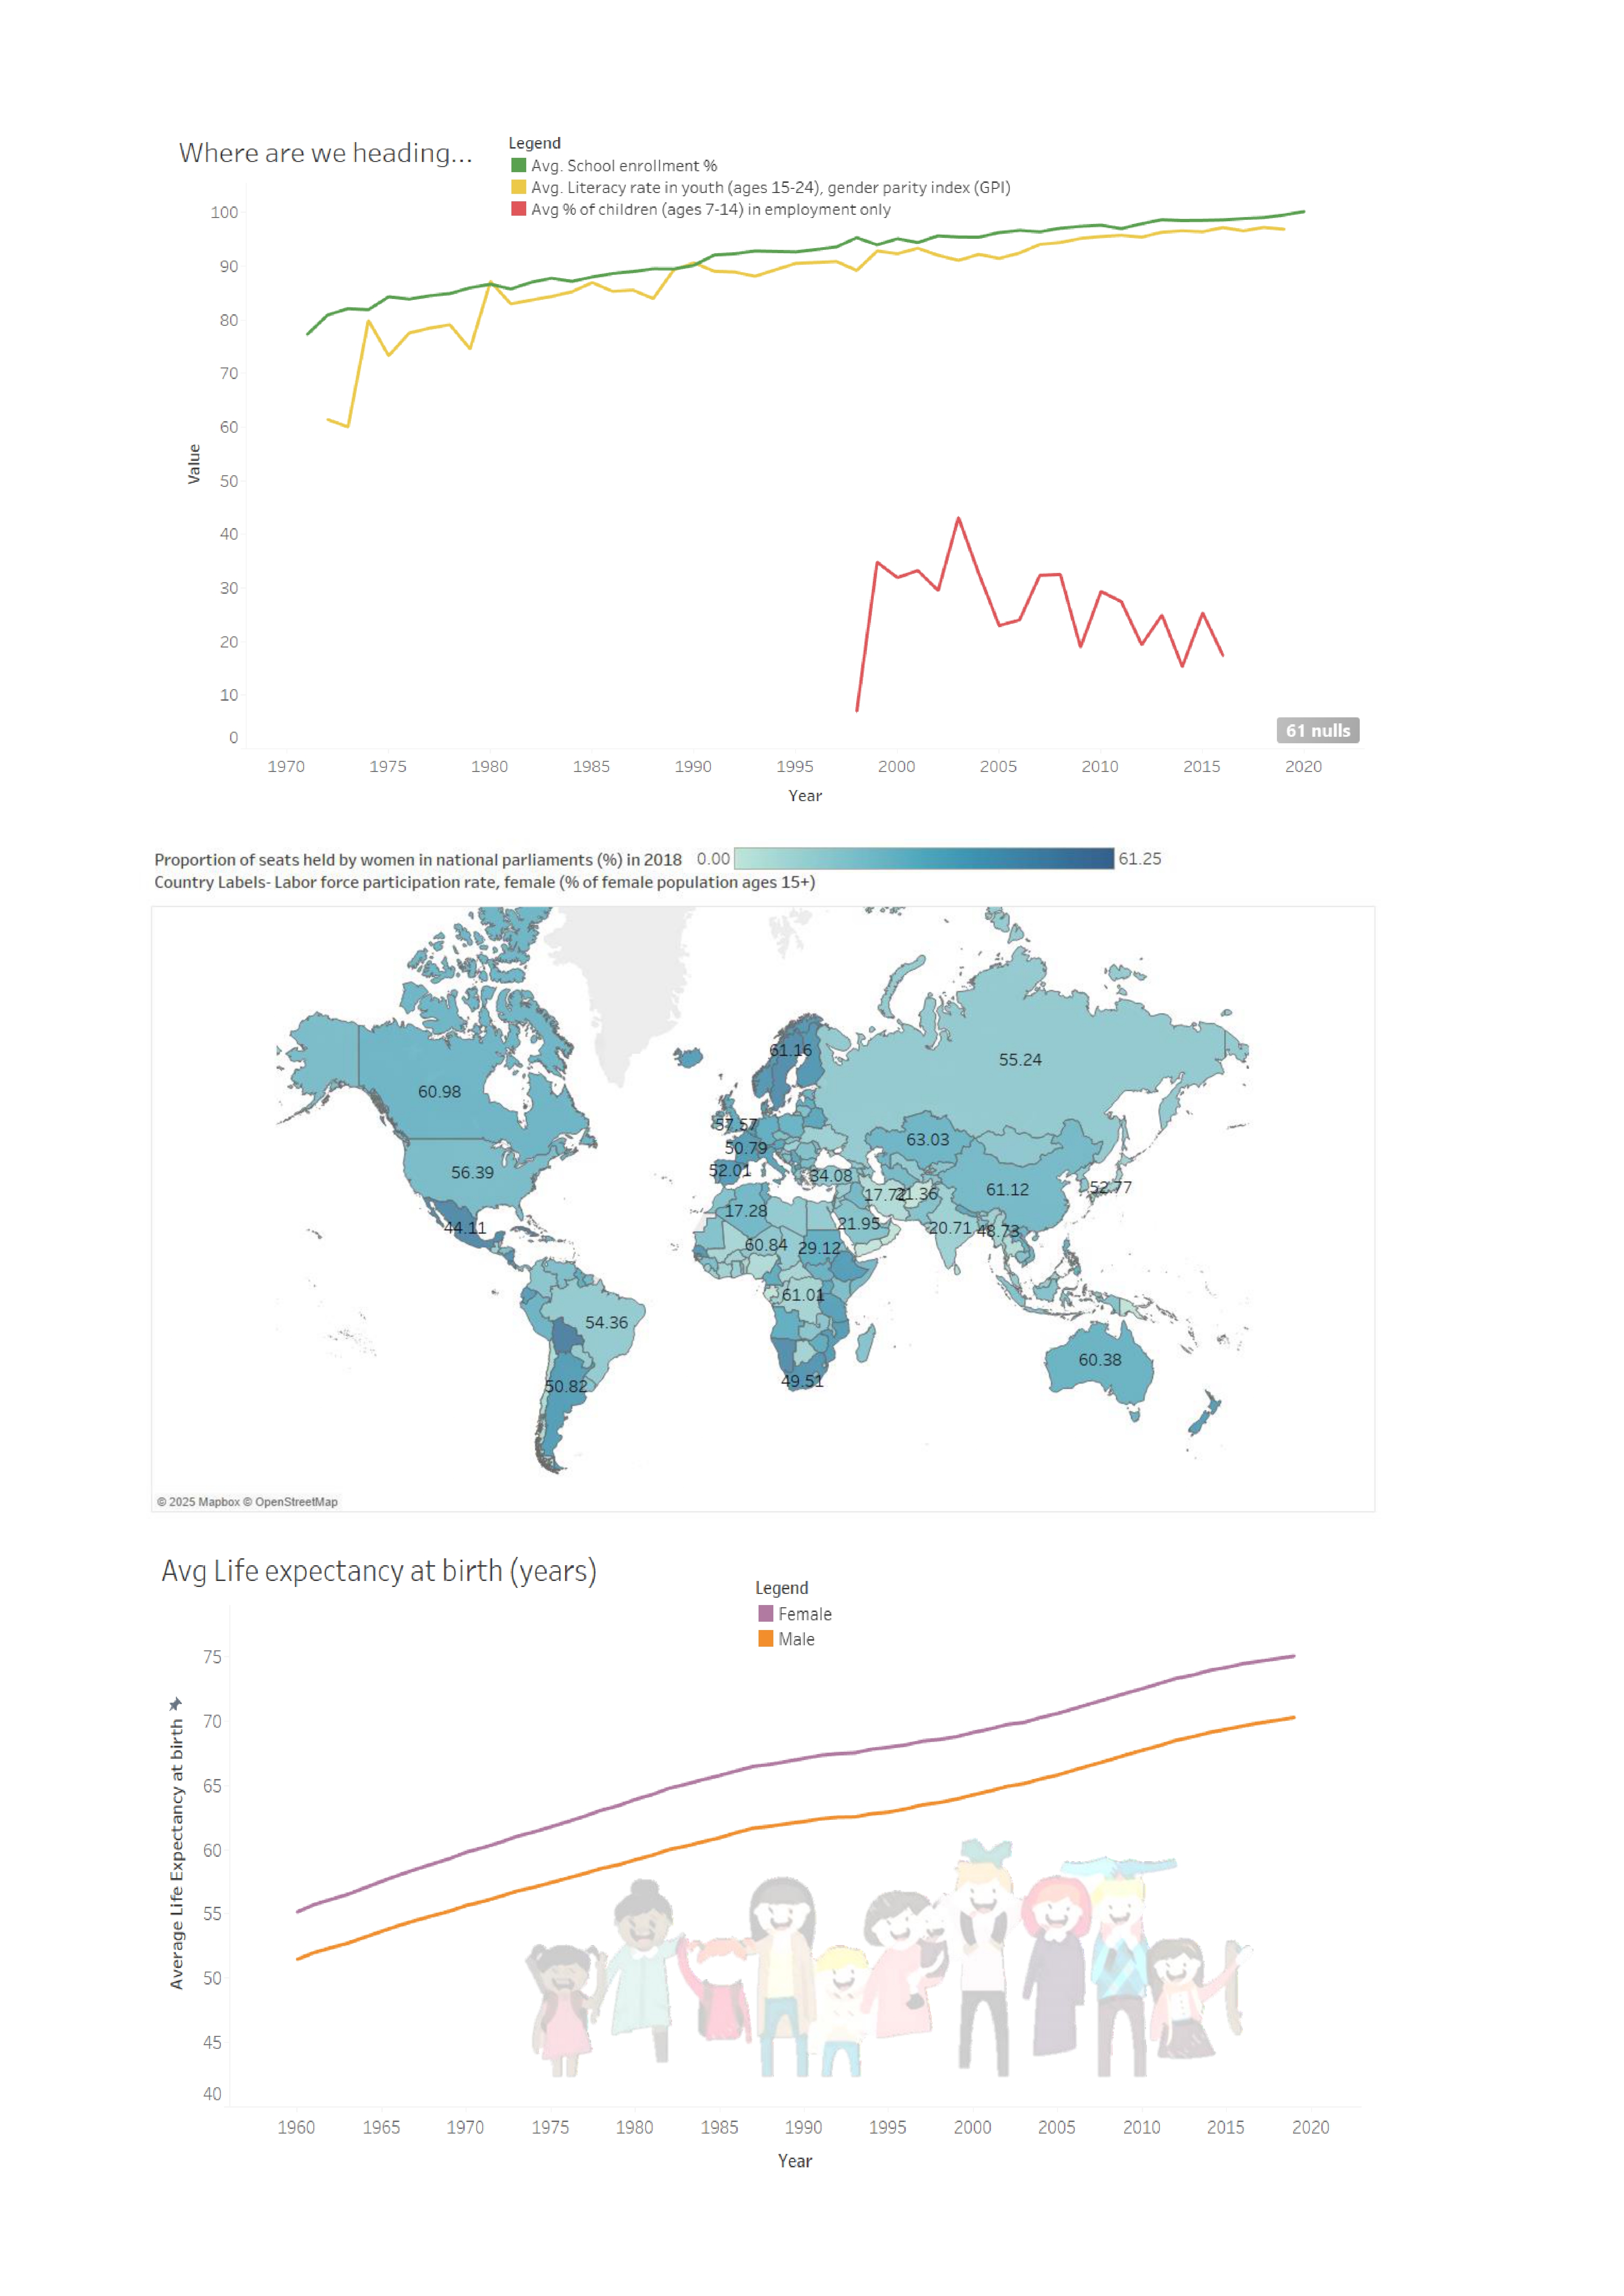 Where are we heading...
Legend
Avg. School enrollment %
Avg. Literacy rate in youth (ages 15-24), gender parity index (GPI)
Avg % of children (ages 7-14) in employment only
100
90
80
70
60
50
40
30
20
10
0
Value
61 nulls
1970 1975 1980 1985 1990 1995 2000 2005 2010 2015 2020
Year
Proportion of seats held by women in national parliaments (%) in 2018 0.00 61.25
Country Labels- Labor force participation rate, female (% of female population ages 15+)
61.16
55.24
60.98
57.57
63.03
50.79
56.39
52.01
34.08
17.72
21.36
61.12
52.77
17.28
44.11
21.95
20.71
48.73
60.84
29.12
61.01
54.36
60.38
50.82
49.51
© 2025 Mapbox © OpenStreetMap
Avg Life expectancy at birth (years)
Legend
Female
Male
75
70
65
60
55
50
45
40
Average Life Expectancy at birth
1960 1965 1970 1975 1980 1985 1990 1995 2000 2005 2010 2015 2020
Year